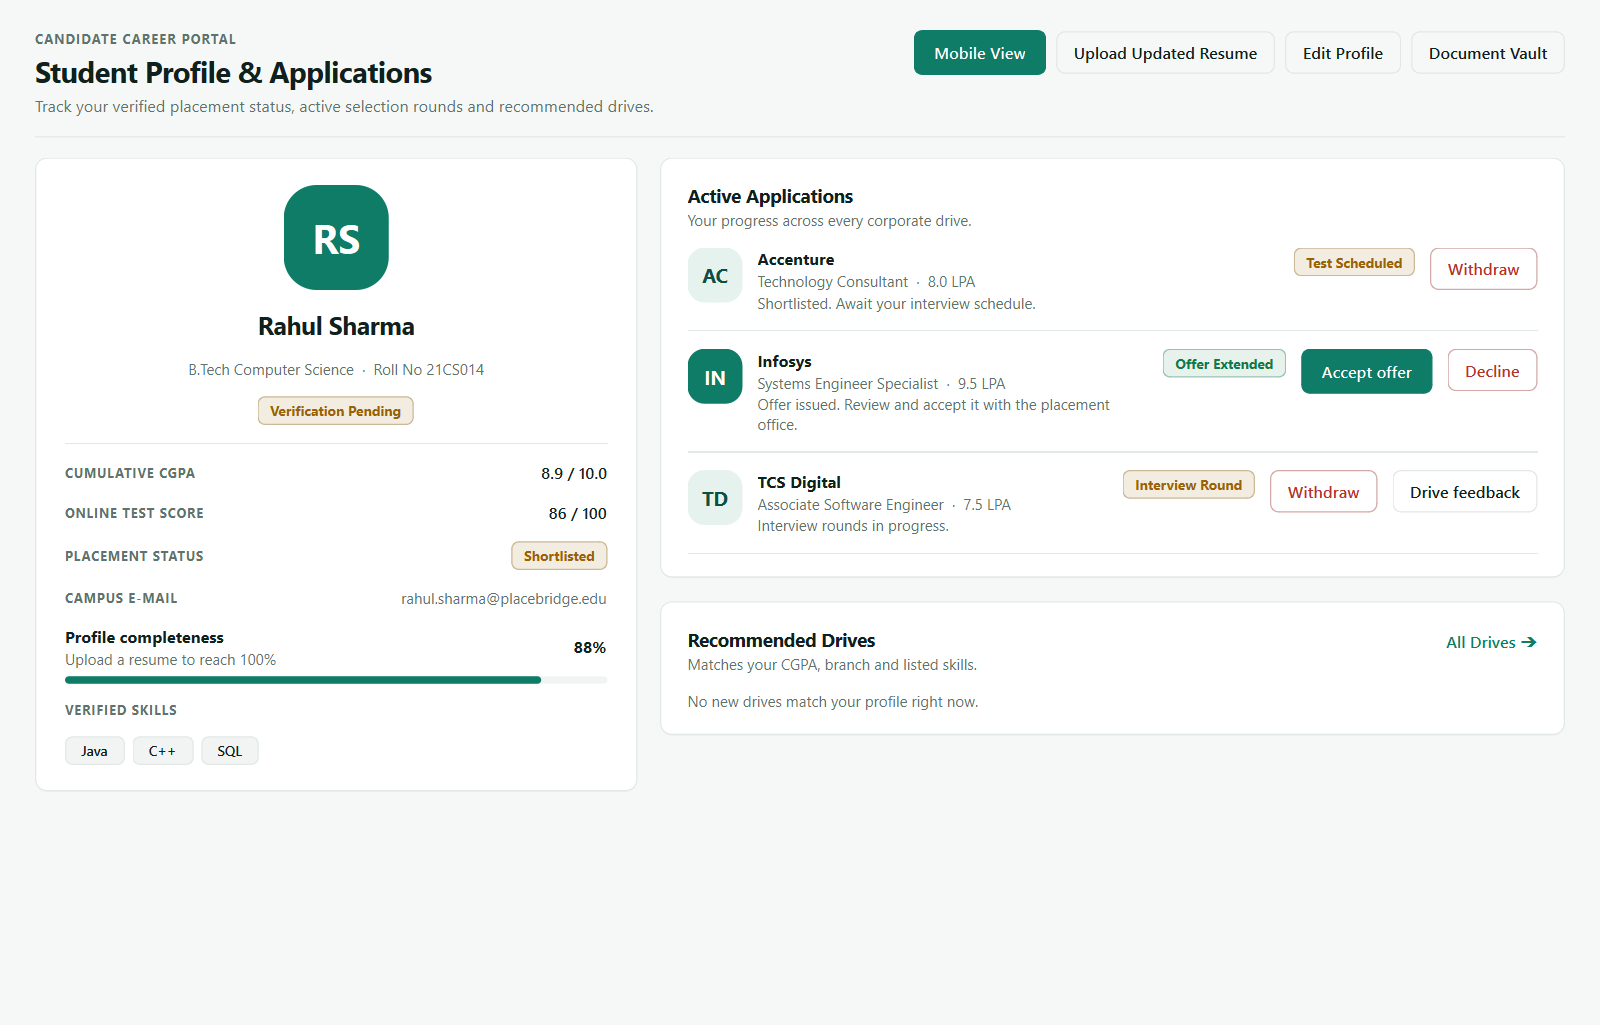 CANDIDATE CAREER PORTAL
Student Profile & Applications
Track your verified placement status, active selection rounds and recommended drives.
Mobile View
Upload Updated Resume
Edit Profile
Document Vault
RS
Rahul Sharma
B.Tech Computer Science · Roll No 21CS014
Verification Pending
CUMULATIVE CGPA 8.9 / 10.0
ONLINE TEST SCORE 86 / 100
PLACEMENT STATUS Shortlisted
CAMPUS E-MAIL rahul.sharma@placebridge.edu
Profile completeness
88%
Upload a resume to reach 100%
VERIFIED SKILLS
Java C++ SQL
Active Applications
Your progress across every corporate drive.
AC
Accenture
Technology Consultant · 8.0 LPA
Shortlisted. Await your interview schedule.
Test Scheduled
Withdraw
IN
Infosys
Systems Engineer Specialist · 9.5 LPA
Offer issued. Review and accept it with the placement
office.
Offer Extended
Accept offer
Decline
TD
TCS Digital
Associate Software Engineer · 7.5 LPA
Interview rounds in progress.
Interview Round
Withdraw
Drive feedback
Recommended Drives
Matches your CGPA, branch and listed skills.
All Drives →
No new drives match your profile right now.